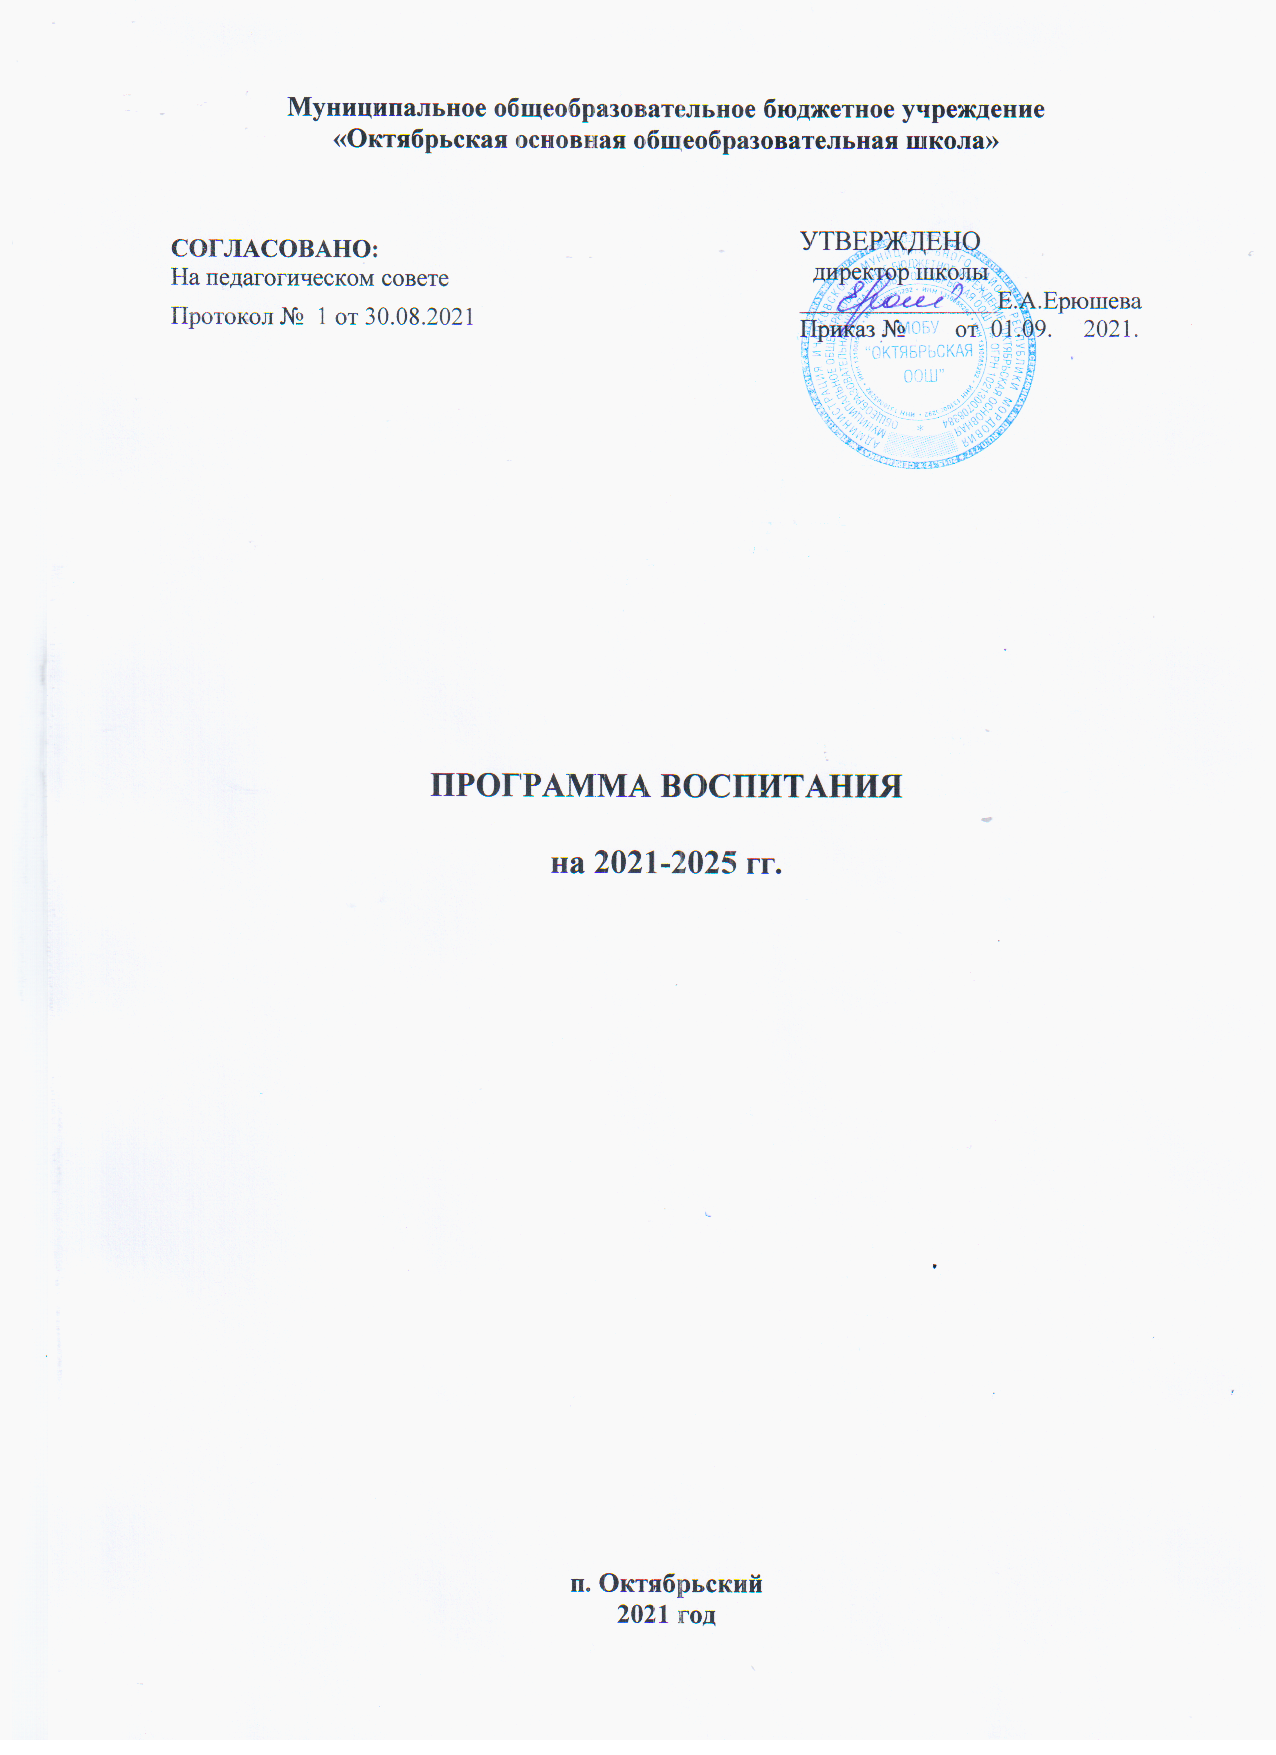 Муниципальное общеобразовательное бюджетное учреждение
«Октябрьская основная общеобразовательная школа»
СОГЛАСОВАНО:
На педагогическом совете
Протокол № 1 от 30.08.2021
УТВЕРЖДЕНО
директор школы
Е.А.Ерюшева
Приказ № от 01.09. 2021.
МОБУ
"ОКТЯБРЬСКАЯ
ООШ"
ПРОГРАММА ВОСПИТАНИЯ
на 2021-2025 гг.
п. Октябрьский
2021 год